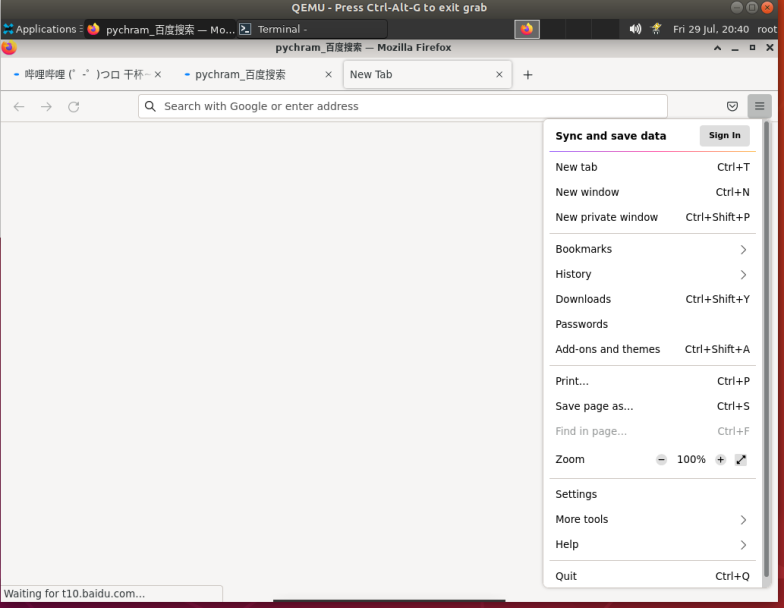 QEMU - Press Ctrl-Alt-G to exit grab
Applications pychram_百度搜索 — Mo... Terminal - Fri 29 Jul, 20:40 root
pychram_百度搜索 — Mozilla Firefox
哔哩哔哩 (゜-゜)つロ 干杯~ pychram_百度搜索 New Tab
Search with Google or enter address
Sync and save data Sign In
New tab Ctrl+T
New window Ctrl+N
New private window Ctrl+Shift+P
Bookmarks
History
Downloads Ctrl+Shift+Y
Passwords
Add-ons and themes Ctrl+Shift+A
Print... Ctrl+P
Save page as... Ctrl+S
Find in page... Ctrl+F
Zoom − 100% +
Settings
More tools
Help
Quit Ctrl+Q
Waiting for t10.baidu.com...